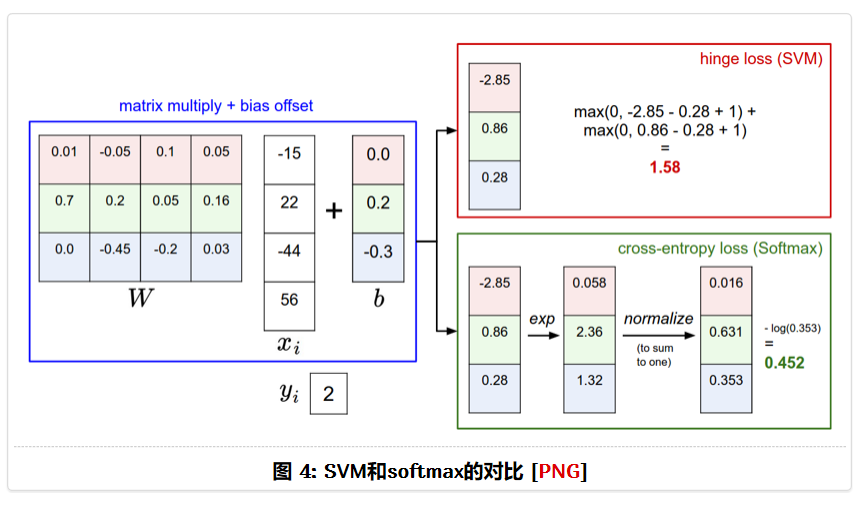 matrix multiply + bias offset
0.01 -0.05 0.1 0.05
0.7 0.2 0.05 0.16
0.0 -0.45 -0.2 0.03
W
-15
22
-44
56
x_i
+
0.0
0.2
-0.3
b
y_i 2
hinge loss (SVM)
-2.85
0.86
0.28
max(0, -2.85 - 0.28 + 1) +
max(0, 0.86 - 0.28 + 1)
=
1.58
cross-entropy loss (Softmax)
-2.85
0.86
0.28
exp
0.058
2.36
1.32
normalize
(to sum
to one)
0.016
0.631
0.353
- log(0.353)
=
0.452
图 4: SVM和softmax的对比 [PNG]